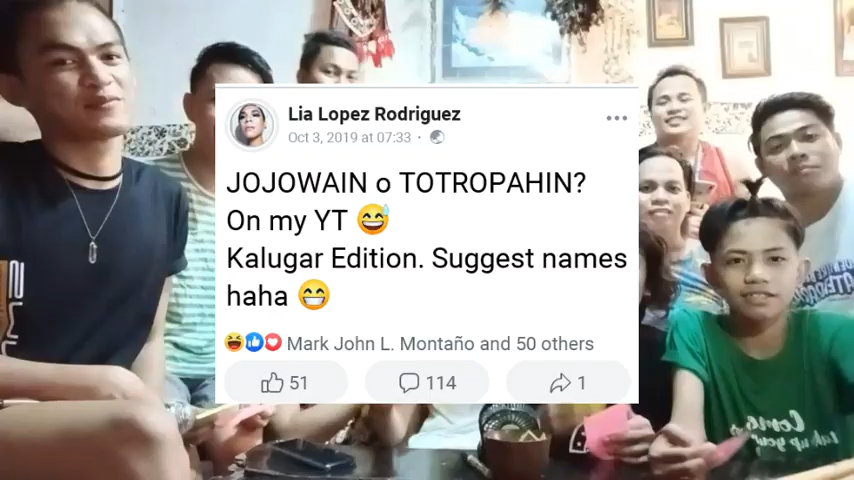 Lia Lopez Rodriguez
Oct 3, 2019 at 07:33 ·
JOJOWAIN o TOTROPAHIN?
On my YT 😅
Kalugar Edition. Suggest names
haha 😁
Mark John L. Montaño and 50 others
51 114 1